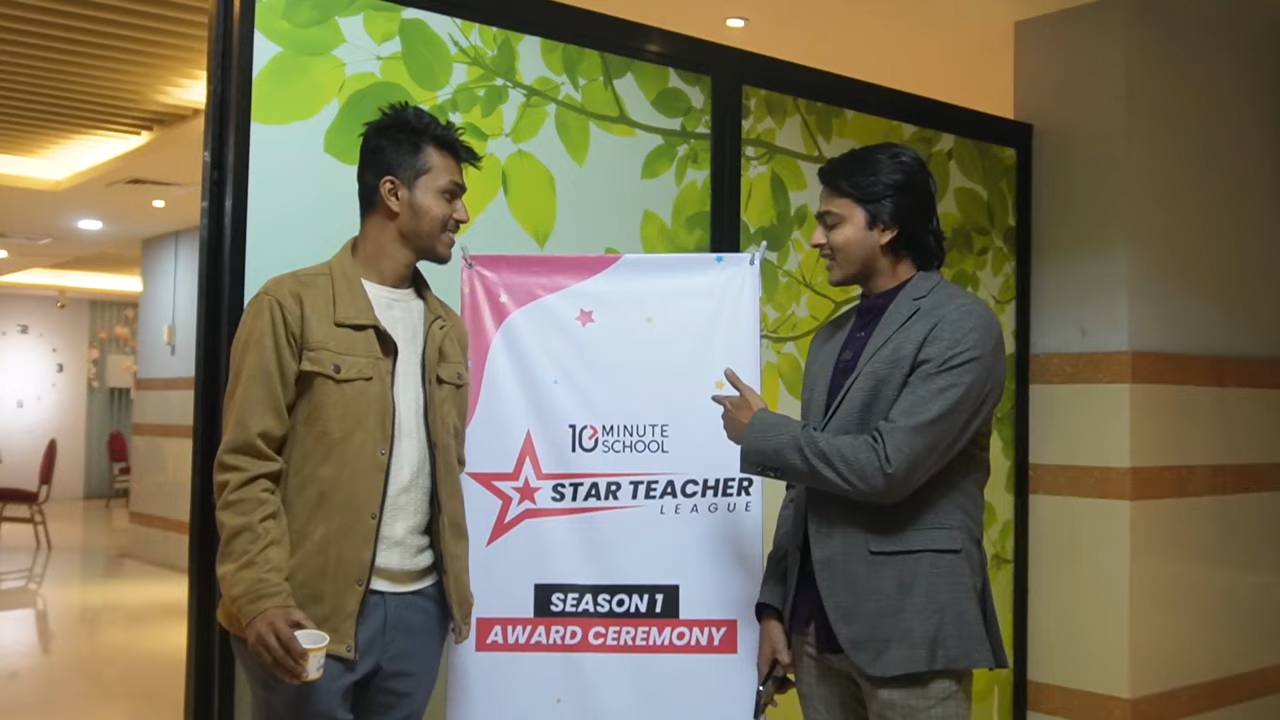 10 MINUTE
SCHOOL
STAR TEACHER
LEAGUE
SEASON 1
AWARD CEREMONY